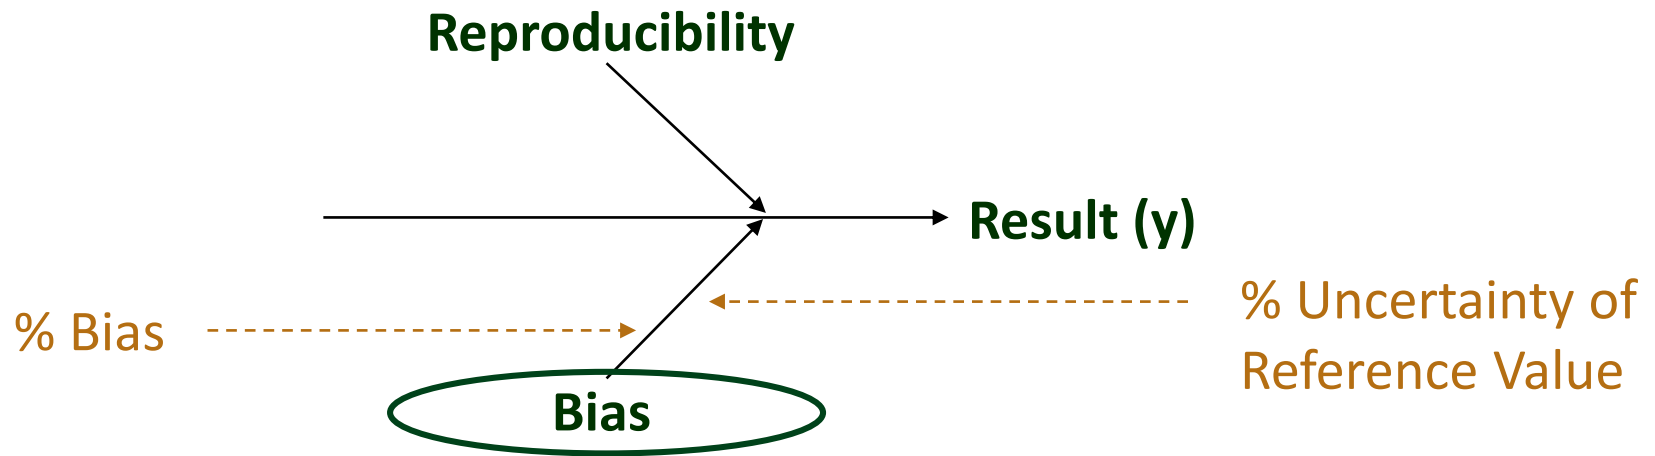 Reproducibility
Result (y)
% Bias
% Uncertainty of
Reference Value
Bias